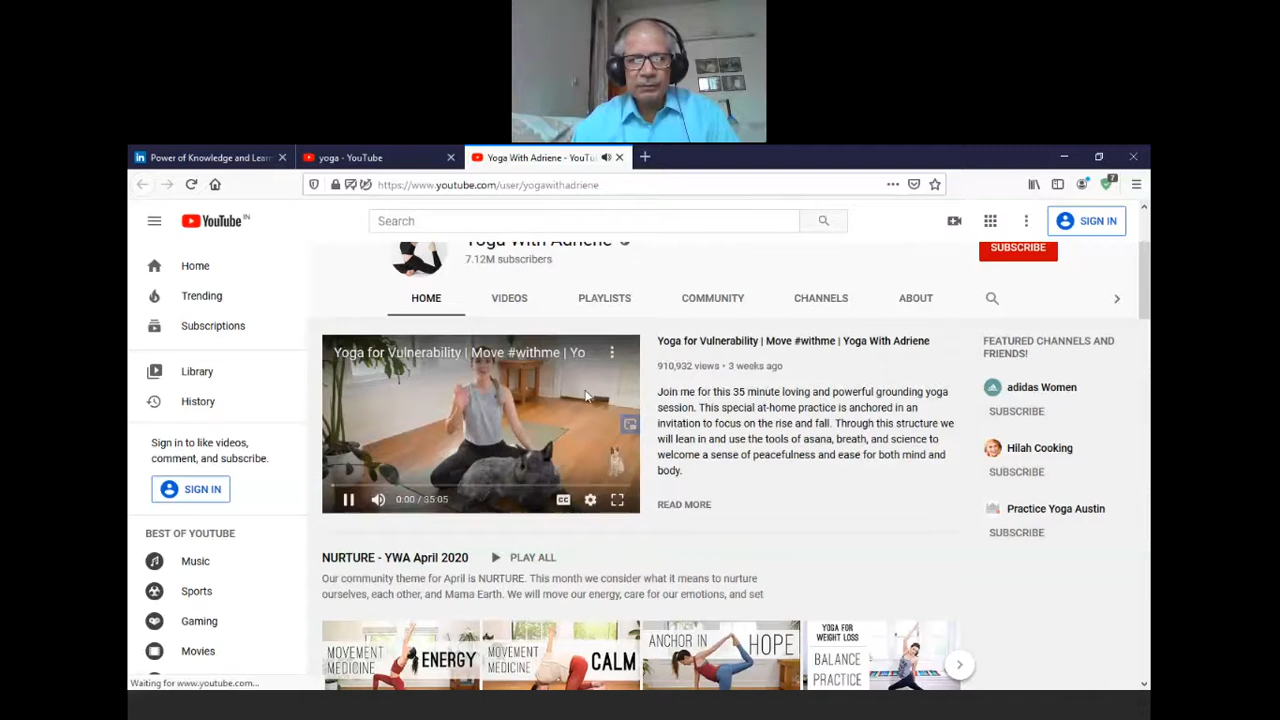 Power of Knowledge and Learn
yoga - YouTube
Yoga With Adriene - YouTu
https://www.youtube.com/user/yogawithadriene
7
YouTube IN
Search
SIGN IN
Yoga With Adriene
7.12M subscribers
SUBSCRIBE
HOME
VIDEOS
PLAYLISTS
COMMUNITY
CHANNELS
ABOUT
Home
Trending
Subscriptions
Library
History
Sign in to like videos,
comment, and subscribe.
SIGN IN
BEST OF YOUTUBE
Music
Sports
Gaming
Movies
Yoga for Vulnerability | Move #withme | Yo
0:00 / 35:05
CC
Yoga for Vulnerability | Move #withme | Yoga With Adriene
910,932 views • 3 weeks ago
Join me for this 35 minute loving and powerful grounding yoga
session. This special at-home practice is anchored in an
invitation to focus on the rise and fall. Through this structure we
will lean in and use the tools of asana, breath, and science to
welcome a sense of peacefulness and ease for both mind and
body.
READ MORE
FEATURED CHANNELS AND
FRIENDS!
adidas Women
SUBSCRIBE
Hilah Cooking
SUBSCRIBE
Practice Yoga Austin
SUBSCRIBE
NURTURE - YWA April 2020
PLAY ALL
Our community theme for April is NURTURE. This month we consider what it means to nurture
ourselves, each other, and Mama Earth. We will move our energy, care for our emotions, and set
MOVEMENT
MEDICINE
ENERGY
MOVEMENT
MEDICINE
CALM
ANCHOR IN
HOPE
YOGA FOR
WEIGHT LOSS
BALANCE
PRACTICE
Waiting for www.youtube.com...